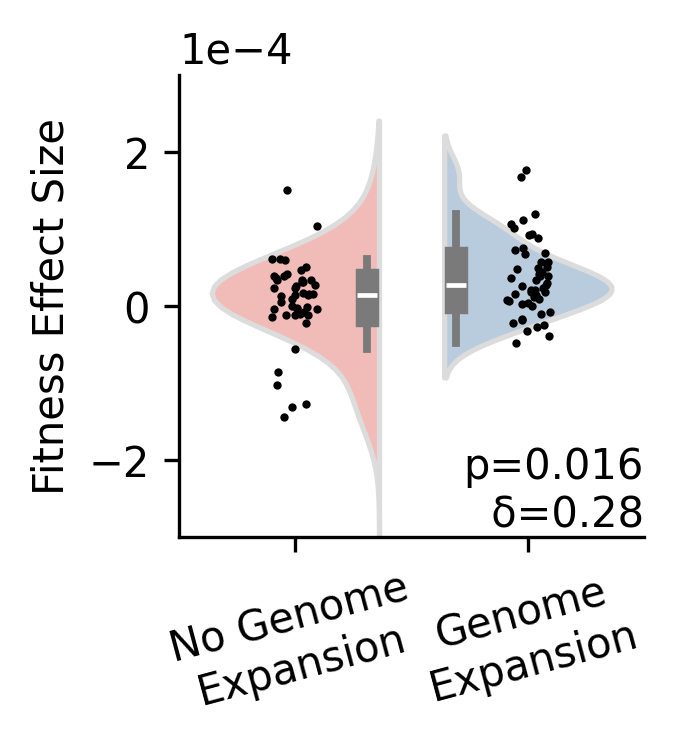 1e−4
Fitness Effect Size
2
0
−2
p=0.016
δ=0.28
No Genome
Expansion
Genome
Expansion